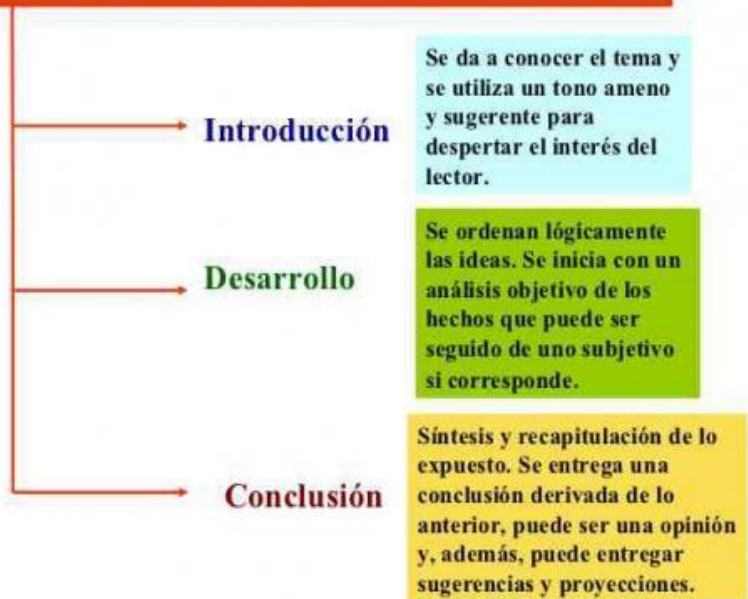 Introducción
Se da a conocer el tema y
se utiliza un tono ameno
y sugerente para
despertar el interés del
lector.
Desarrollo
Se ordenan lógicamente
las ideas. Se inicia con un
análisis objetivo de los
hechos que puede ser
seguido de uno subjetivo
si corresponde.
Conclusión
Síntesis y recapitulación de lo
expuesto. Se entrega una
conclusión derivada de lo
anterior, puede ser una opinión
y, además, puede entregar
sugerencias y proyecciones.